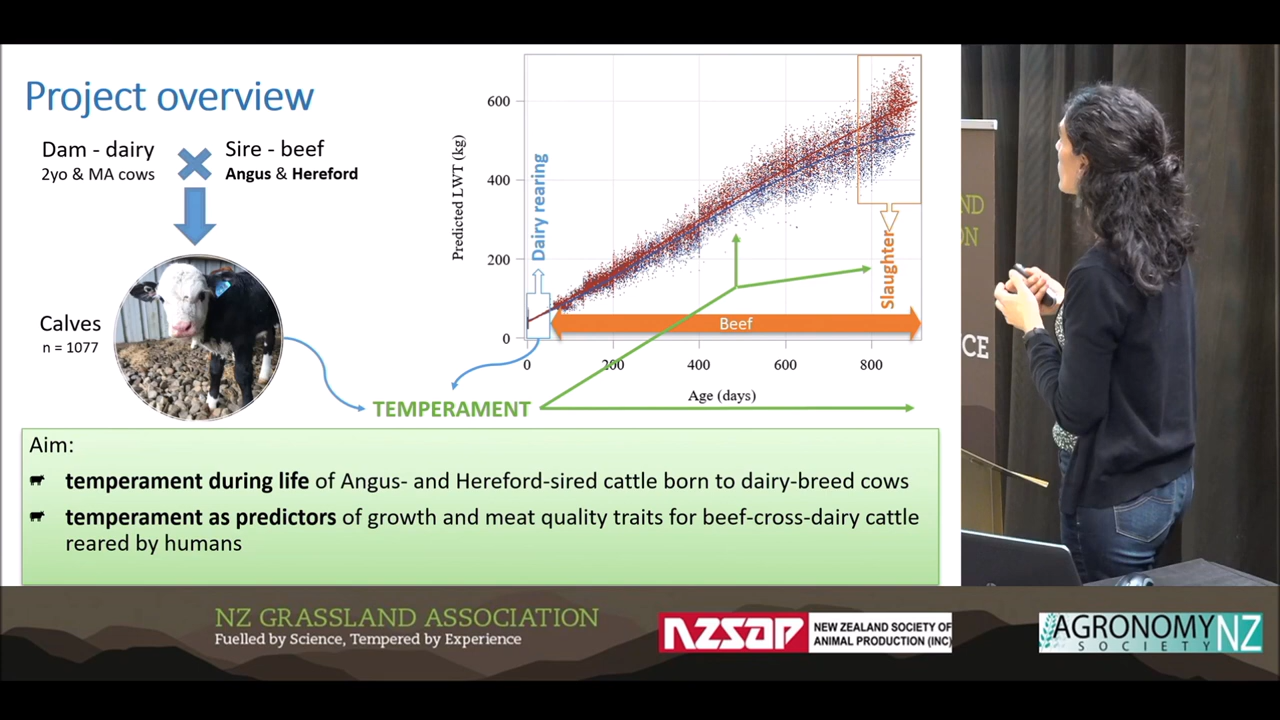 Project overview
Dam - dairy
2yo & MA cows
Sire - beef
Angus & Hereford
Calves
n = 1077
Predicted LWT (kg)
600
400
200
0
Dairy rearing
Slaughter
Beef
0
200
400
600
800
Age (days)
TEMPERAMENT
Aim:
temperament during life of Angus- and Hereford-sired cattle born to dairy-breed cows
temperament as predictors of growth and meat quality traits for beef-cross-dairy cattle
reared by humans
ND
N
CE
NZ GRASSLAND ASSOCIATION
Fuelled by Science, Tempered by Experience
NZSAP
NEW ZEALAND SOCIETY OF
ANIMAL PRODUCTION (INC)
AGRONOMY NZ
SOCIETY